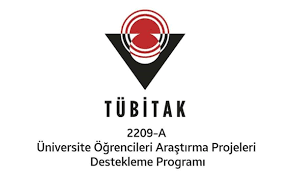 TÜBİTAK
2209-A
Üniversite Öğrencileri Araştırma Projeleri
Destekleme Programı